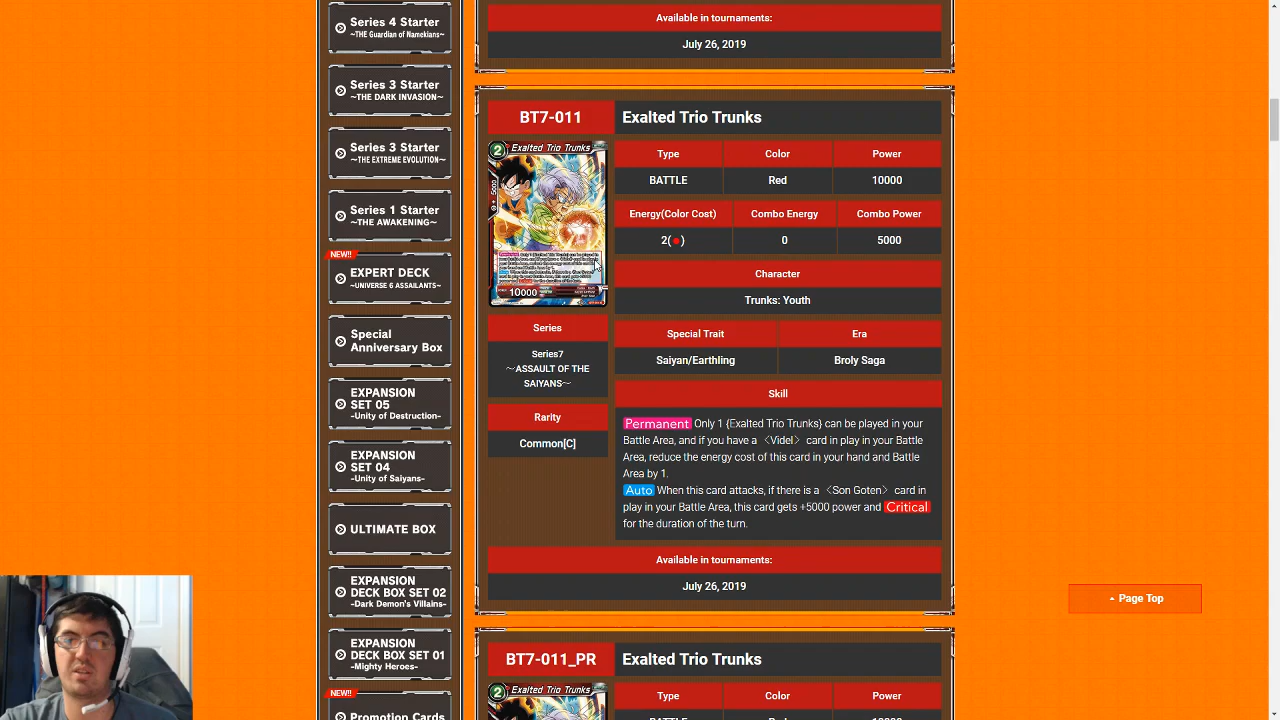 Series 4 Starter
~THE Guardian of Namekians~
Series 3 Starter
~THE DARK INVASION~
Series 3 Starter
~THE EXTREME EVOLUTION~
Series 1 Starter
~THE AWAKENING~
NEW!!
EXPERT DECK
~UNIVERSE 6 ASSAILANTS~
Special
Anniversary Box
EXPANSION
SET 05
-Unity of Destruction-
EXPANSION
SET 04
-Unity of Saiyans-
ULTIMATE BOX
EXPANSION
DECK BOX SET 02
-Dark Demon's Villains-
EXPANSION
DECK BOX SET 01
-Mighty Heroes-
NEW!!
Promotion Cards
Available in tournaments:
July 26, 2019
BT7-011
Exalted Trio Trunks
2 Exalted Trio Trunks
5000
10000
Type
Color
Power
BATTLE
Red
10000
Energy(Color Cost)
Combo Energy
Combo Power
2(●)
0
5000
Character
Trunks: Youth
Series
Series7
～ASSAULT OF THE
SAIYANS～
Special Trait
Era
Saiyan/Earthling
Broly Saga
Rarity
Common[C]
Skill
Permanent Only 1 {Exalted Trio Trunks} can be played in your
Battle Area, and if you have a 〈Videl〉 card in play in your Battle
Area, reduce the energy cost of this card in your hand and Battle
Area by 1.
Auto When this card attacks, if there is a 〈Son Goten〉 card in
play in your Battle Area, this card gets +5000 power and Critical
for the duration of the turn.
Available in tournaments:
July 26, 2019
Page Top
BT7-011_PR
Exalted Trio Trunks
2 Exalted Trio Trunks
Type
Color
Power